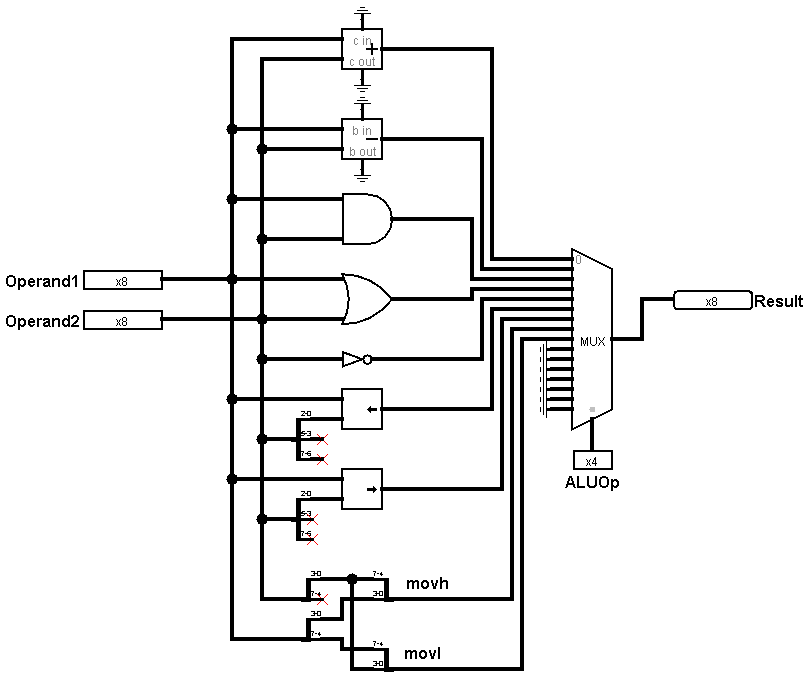 c in
+
c out
b in
b out
Operand1 x8
Operand2 x8
0
MUX
x8 Result
x4
ALUOp
2-0
5-3
7-6
2-0
5-3
7-6
3-0
7-4
7-4
3-0
movh
3-0
7-4
7-4
3-0
movl